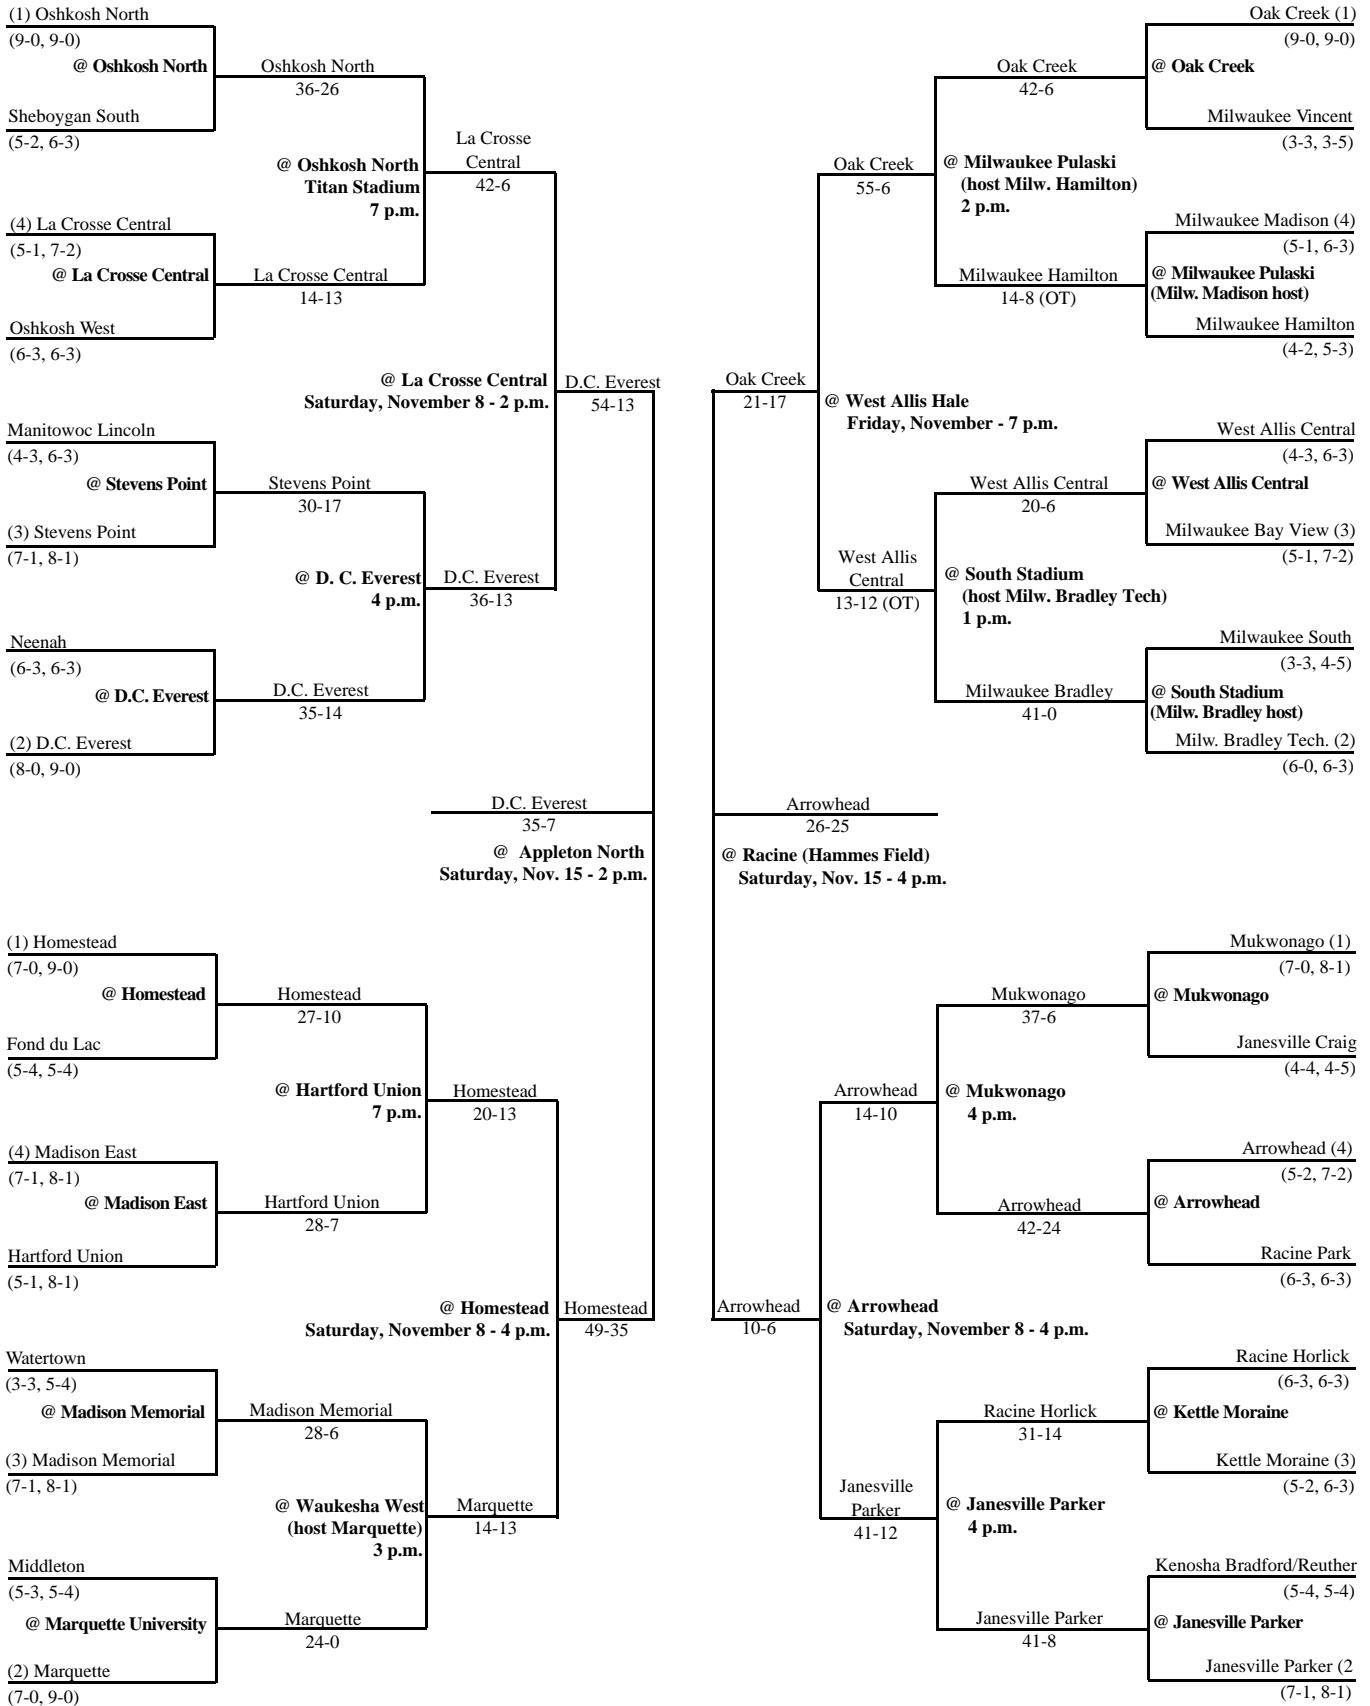 (1) Oshkosh North
(9-0, 9-0)
@ Oshkosh North
Oshkosh North
36-26
Sheboygan South
(5-2, 6-3)
@ Oshkosh North
Titan Stadium
7 p.m.
La Crosse
Central
42-6
(4) La Crosse Central
(5-1, 7-2)
@ La Crosse Central
La Crosse Central
14-13
Oshkosh West
(6-3, 6-3)
@ La Crosse Central
Saturday, November 8 - 2 p.m.
D.C. Everest
54-13
Manitowoc Lincoln
(4-3, 6-3)
@ Stevens Point
Stevens Point
30-17
(3) Stevens Point
(7-1, 8-1)
@ D. C. Everest
4 p.m.
D.C. Everest
36-13
Neenah
(6-3, 6-3)
@ D.C. Everest
D.C. Everest
35-14
(2) D.C. Everest
(8-0, 9-0)
D.C. Everest
35-7
@ Appleton North
Saturday, Nov. 15 - 2 p.m.
(1) Homestead
(7-0, 9-0)
@ Homestead
Homestead
27-10
Fond du Lac
(5-4, 5-4)
@ Hartford Union
7 p.m.
Homestead
20-13
(4) Madison East
(7-1, 8-1)
@ Madison East
Hartford Union
28-7
Hartford Union
(5-1, 8-1)
@ Homestead
Saturday, November 8 - 4 p.m.
Homestead
49-35
Watertown
(3-3, 5-4)
@ Madison Memorial
Madison Memorial
28-6
(3) Madison Memorial
(7-1, 8-1)
@ Waukesha West
(host Marquette)
3 p.m.
Marquette
14-13
Middleton
(5-3, 5-4)
@ Marquette University
Marquette
24-0
(2) Marquette
(7-0, 9-0)
Oak Creek (1)
(9-0, 9-0)
@ Oak Creek
Oak Creek
42-6
Milwaukee Vincent
(3-3, 3-5)
Oak Creek
55-6
@ Milwaukee Pulaski
(host Milw. Hamilton)
2 p.m.
Milwaukee Madison (4)
(5-1, 6-3)
@ Milwaukee Pulaski
(Milw. Madison host)
Milwaukee Hamilton
14-8 (OT)
Milwaukee Hamilton
(4-2, 5-3)
Oak Creek
21-17
@ West Allis Hale
Friday, November - 7 p.m.
West Allis Central
(4-3, 6-3)
@ West Allis Central
West Allis Central
20-6
Milwaukee Bay View (3)
(5-1, 7-2)
West Allis
Central
13-12 (OT)
@ South Stadium
(host Milw. Bradley Tech)
1 p.m.
Milwaukee South
(3-3, 4-5)
@ South Stadium
(Milw. Bradley host)
Milwaukee Bradley
41-0
Milw. Bradley Tech. (2)
(6-0, 6-3)
Arrowhead
26-25
@ Racine (Hammes Field)
Saturday, Nov. 15 - 4 p.m.
Mukwonago (1)
(7-0, 8-1)
@ Mukwonago
Mukwonago
37-6
Janesville Craig
(4-4, 4-5)
Arrowhead
14-10
@ Mukwonago
4 p.m.
Arrowhead (4)
(5-2, 7-2)
@ Arrowhead
Arrowhead
42-24
Racine Park
(6-3, 6-3)
Arrowhead
10-6
@ Arrowhead
Saturday, November 8 - 4 p.m.
Racine Horlick
(6-3, 6-3)
@ Kettle Moraine
Racine Horlick
31-14
Kettle Moraine (3)
(5-2, 6-3)
Janesville
Parker
41-12
@ Janesville Parker
4 p.m.
Kenosha Bradford/Reuther
(5-4, 5-4)
@ Janesville Parker
Janesville Parker
41-8
Janesville Parker (2
(7-1, 8-1)